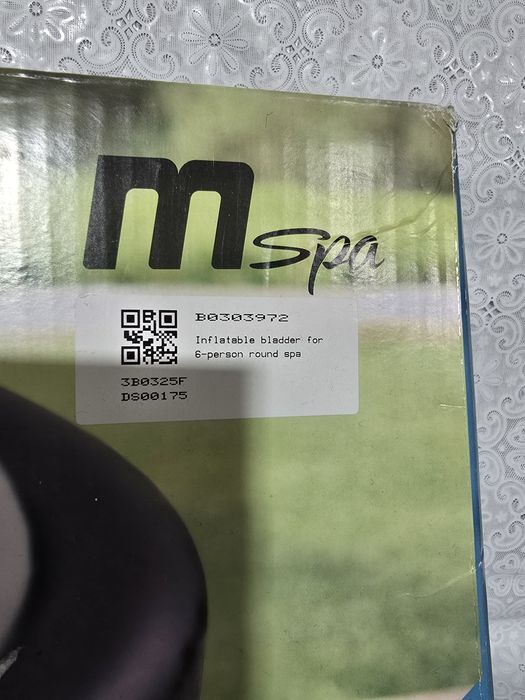 mspa
B0303972
Inflatable bladder for
6-person round spa
3B0325F
DS00175